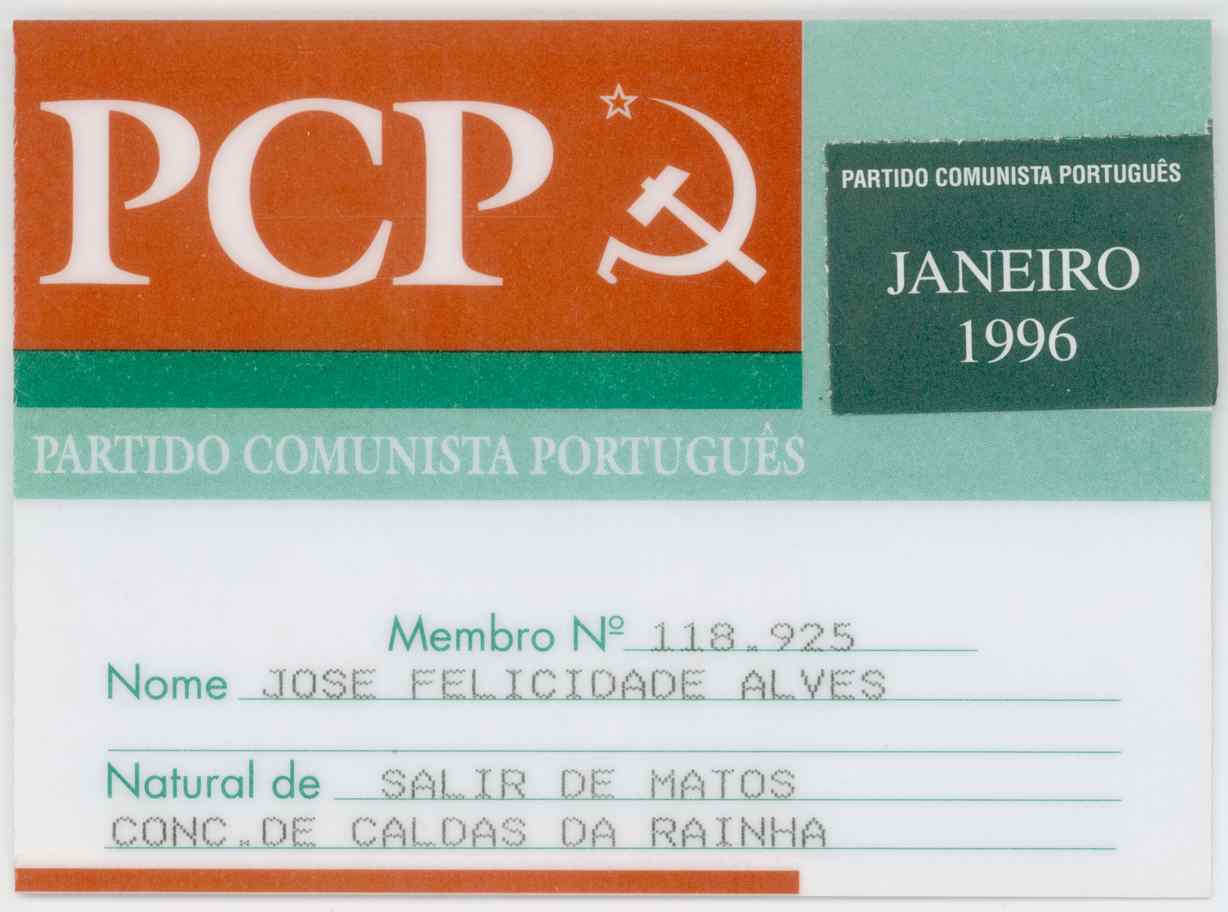 PCP
PARTIDO COMUNISTA PORTUGUÊS
JANEIRO
1996
PARTIDO COMUNISTA PORTUGUÊS
Membro Nº 118.925
Nome JOSE FELICIDADE ALVES
Natural de SALIR DE MATOS
CONC.DE CALDAS DA RAINHA